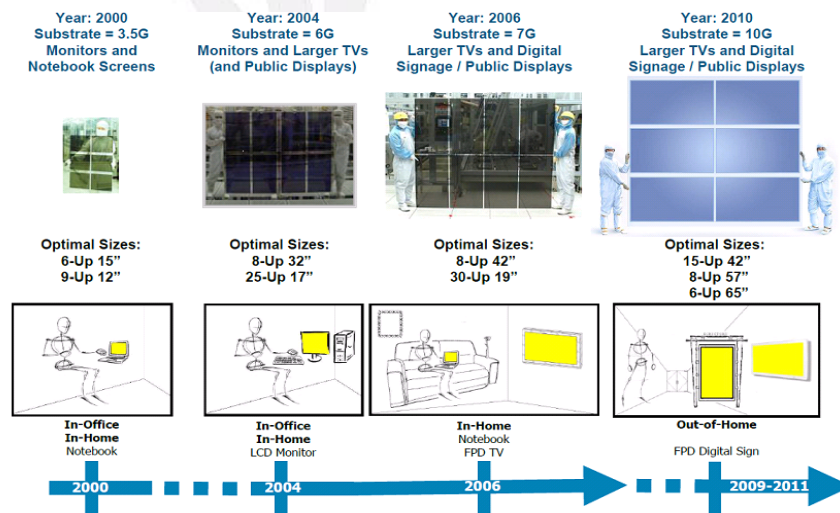 Year: 2000
Substrate = 3.5G
Monitors and
Notebook Screens
Year: 2004
Substrate = 6G
Monitors and Larger TVs
(and Public Displays)
Year: 2006
Substrate = 7G
Larger TVs and Digital
Signage / Public Displays
Year: 2010
Substrate = 10G
Larger TVs and Digital
Signage / Public Displays
Optimal Sizes:
6-Up 15”
9-Up 12”
Optimal Sizes:
8-Up 32”
25-Up 17”
Optimal Sizes:
8-Up 42”
30-Up 19”
Optimal Sizes:
15-Up 42”
8-Up 57”
6-Up 65”
In-Office
In-Home
Notebook
In-Office
In-Home
LCD Monitor
In-Home
Notebook
FPD TV
Out-of-Home
FPD Digital Sign
2000
2004
2006
2009-2011